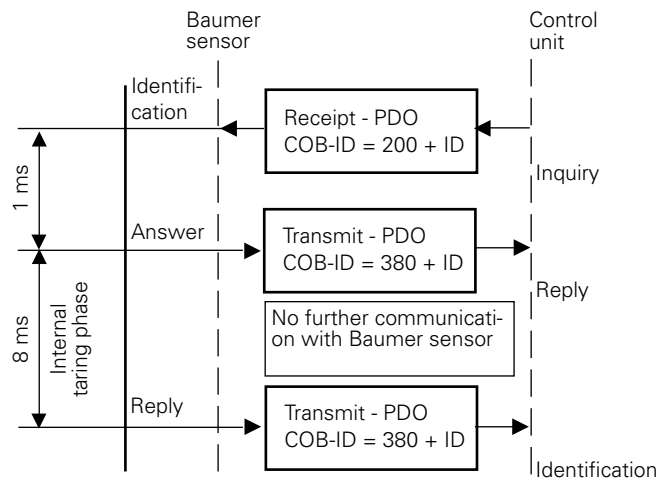 Baumer
sensor
Control
unit
Identifi-
cation
Receipt - PDO
COB-ID = 200 + ID
1 ms
Inquiry
Answer
Transmit - PDO
COB-ID = 380 + ID
Reply
No further communicati-
on with Baumer sensor
8 ms
Internal
taring phase
Reply
Transmit - PDO
COB-ID = 380 + ID
Identification